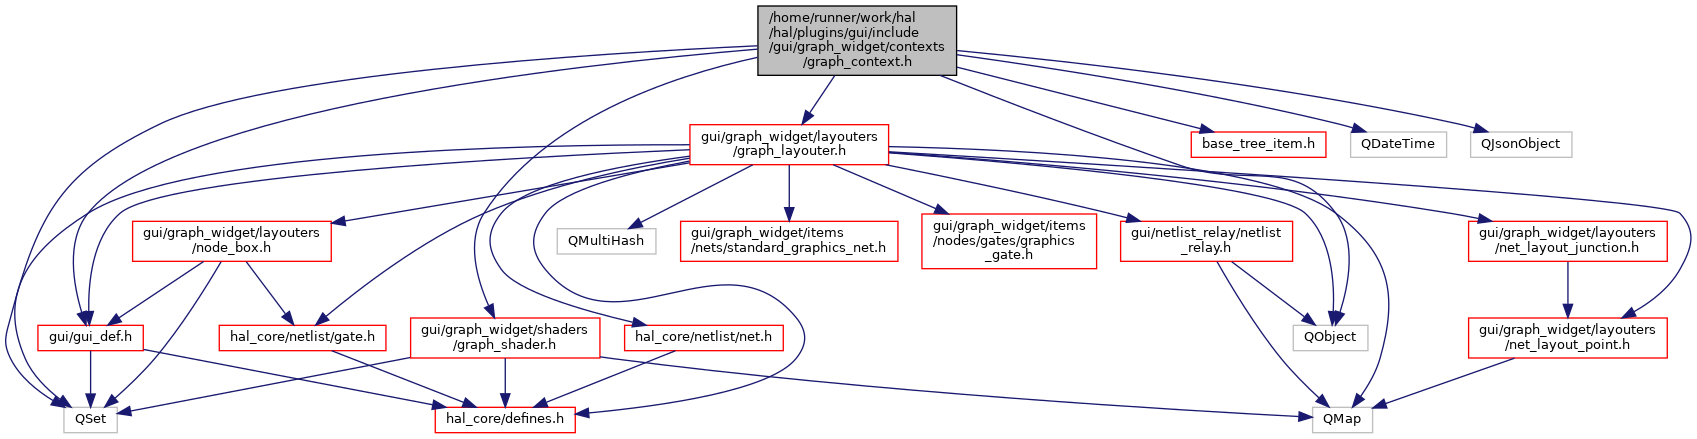 /home/runner/work/hal
/hal/plugins/gui/include
/gui/graph_widget/contexts
/graph_context.h
gui/graph_widget/layouters
/graph_layouter.h
base_tree_item.h
QDateTime
QJsonObject
gui/graph_widget/layouters
/node_box.h
QMultiHash
gui/graph_widget/items
/nets/standard_graphics_net.h
gui/graph_widget/items
/nodes/gates/graphics
_gate.h
gui/netlist_relay/netlist
_relay.h
gui/graph_widget/layouters
/net_layout_junction.h
gui/gui_def.h
hal_core/netlist/gate.h
gui/graph_widget/shaders
/graph_shader.h
hal_core/netlist/net.h
QObject
gui/graph_widget/layouters
/net_layout_point.h
QSet
hal_core/defines.h
QMap